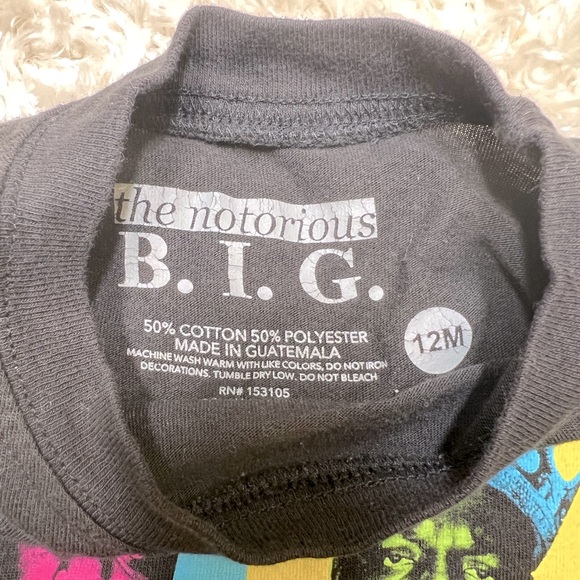 the notorious
B. I. G.
50% COTTON 50% POLYESTER
MADE IN GUATEMALA
MACHINE WASH WARM WITH LIKE COLORS, DO NOT IRON
DECORATIONS. TUMBLE DRY LOW. DO NOT BLEACH
RN# 153105
12M